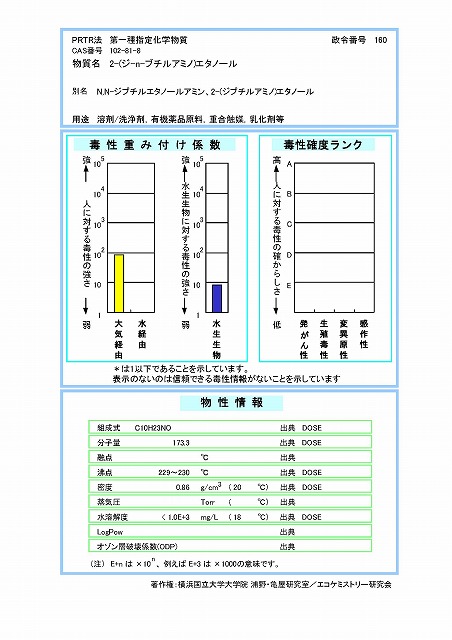 PRTR法 第一種指定化学物質 政令番号 160
CAS番号 102-81-8
物質名 2-(ジ-n-ブチルアミノ)エタノール
別名 N,N-ジブチルエタノールアミン、2-(ジブチルアミノ)エタノール
用途 溶剤/洗浄剤, 有機薬品原料, 重合触媒, 乳化剤等
毒性重み付け係数
強
人に対する毒性の強さ
弱
10^5
10^4
10^3
10^2
10
1
大気経由
水経由
強
水生生物に対する毒性の強さ
弱
10^5
10^4
10^3
10^2
10
1
水生生物
毒性確度ランク
高
人に対する毒性の確からしさ
低
A
B
C
D
E
発がん性
生殖毒性
変異原性
感作性
*は1以下であることを示しています。
表示のないのは信頼できる毒性情報がないことを示しています
物性情報
組成式 C10H23NO 出典 DOSE
分子量 173.3 出典 DOSE
融点 ℃ 出典
沸点 229~230 ℃ 出典 DOSE
密度 0.86 g/cm3 ( 20 ℃) 出典 DOSE
蒸気圧 Torr ( ℃) 出典
水溶解度 < 1.0E+3 mg/L ( 18 ℃) 出典 DOSE
LogPow 出典
オゾン層破壊係数(ODP) 出典
(注) E+n は ×10^n、例えば E+3 は ×1000の意味です。
著作権:横浜国立大学大学院 浦野・亀屋研究室/エコケミストリー研究会